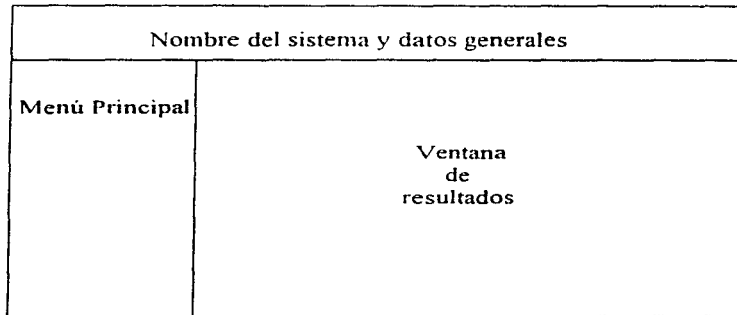 Nombre del sistema y datos generales
Menú Principal
Ventana
de
resultados